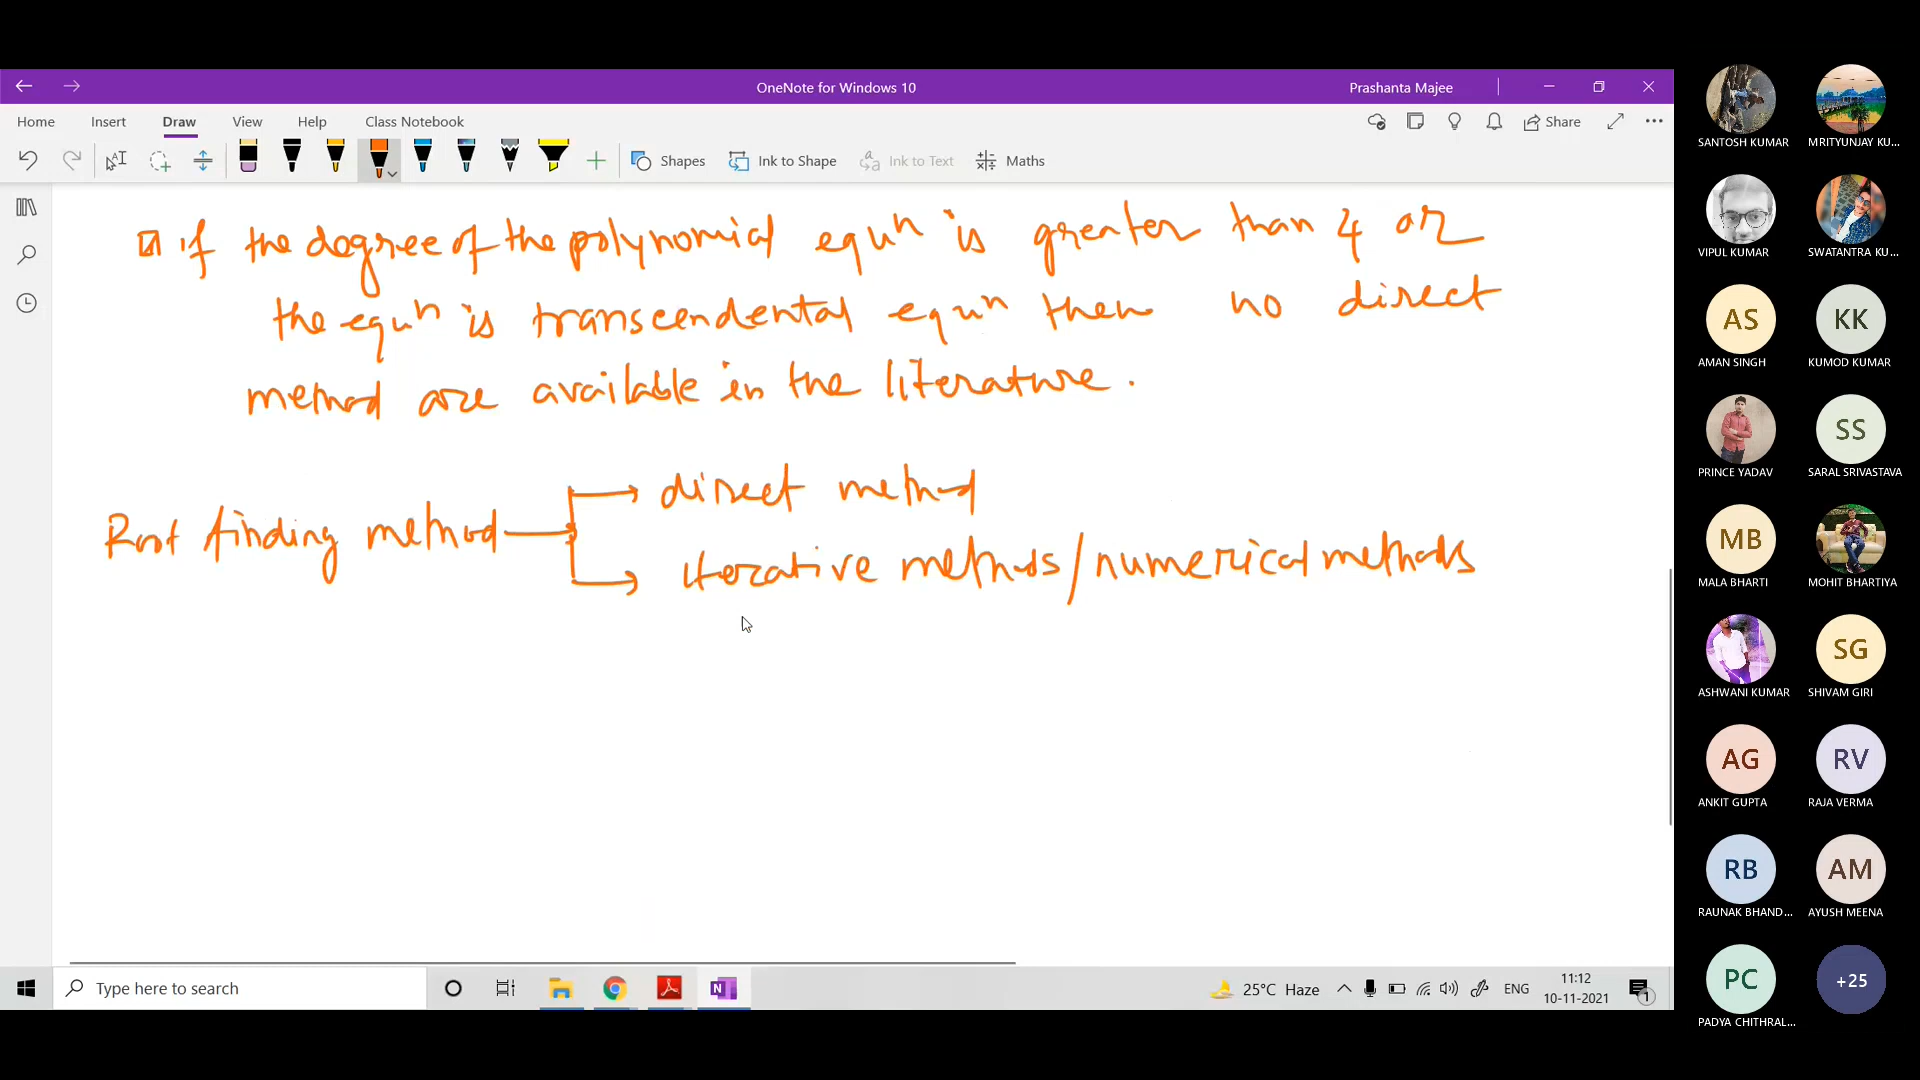 OneNote for Windows 10
Prashanta Majee
Home Insert Draw View Help Class Notebook
Share
Shapes Ink to Shape Ink to Text Maths
if the degree of the polynomial equⁿ is greater than 4 or
the equⁿ is transcendental equⁿ then no direct
method are available in the literature.
Root finding method
direct method
iterative methods/numerical methods
Type here to search
25°C Haze
ENG
11:12
10-11-2021
1
SANTOSH KUMAR
MRITYUNJAY KU...
VIPUL KUMAR
SWATANTRA KU...
AS
AMAN SINGH
KK
KUMOD KUMAR
PRINCE YADAV
SS
SARAL SRIVASTAVA
MB
MALA BHARTI
MOHIT BHARTIYA
ASHWANI KUMAR
SG
SHIVAM GIRI
AG
ANKIT GUPTA
RV
RAJA VERMA
RB
RAUNAK BHAND...
AM
AYUSH MEENA
PC
PADYA CHITHRAL...
+25